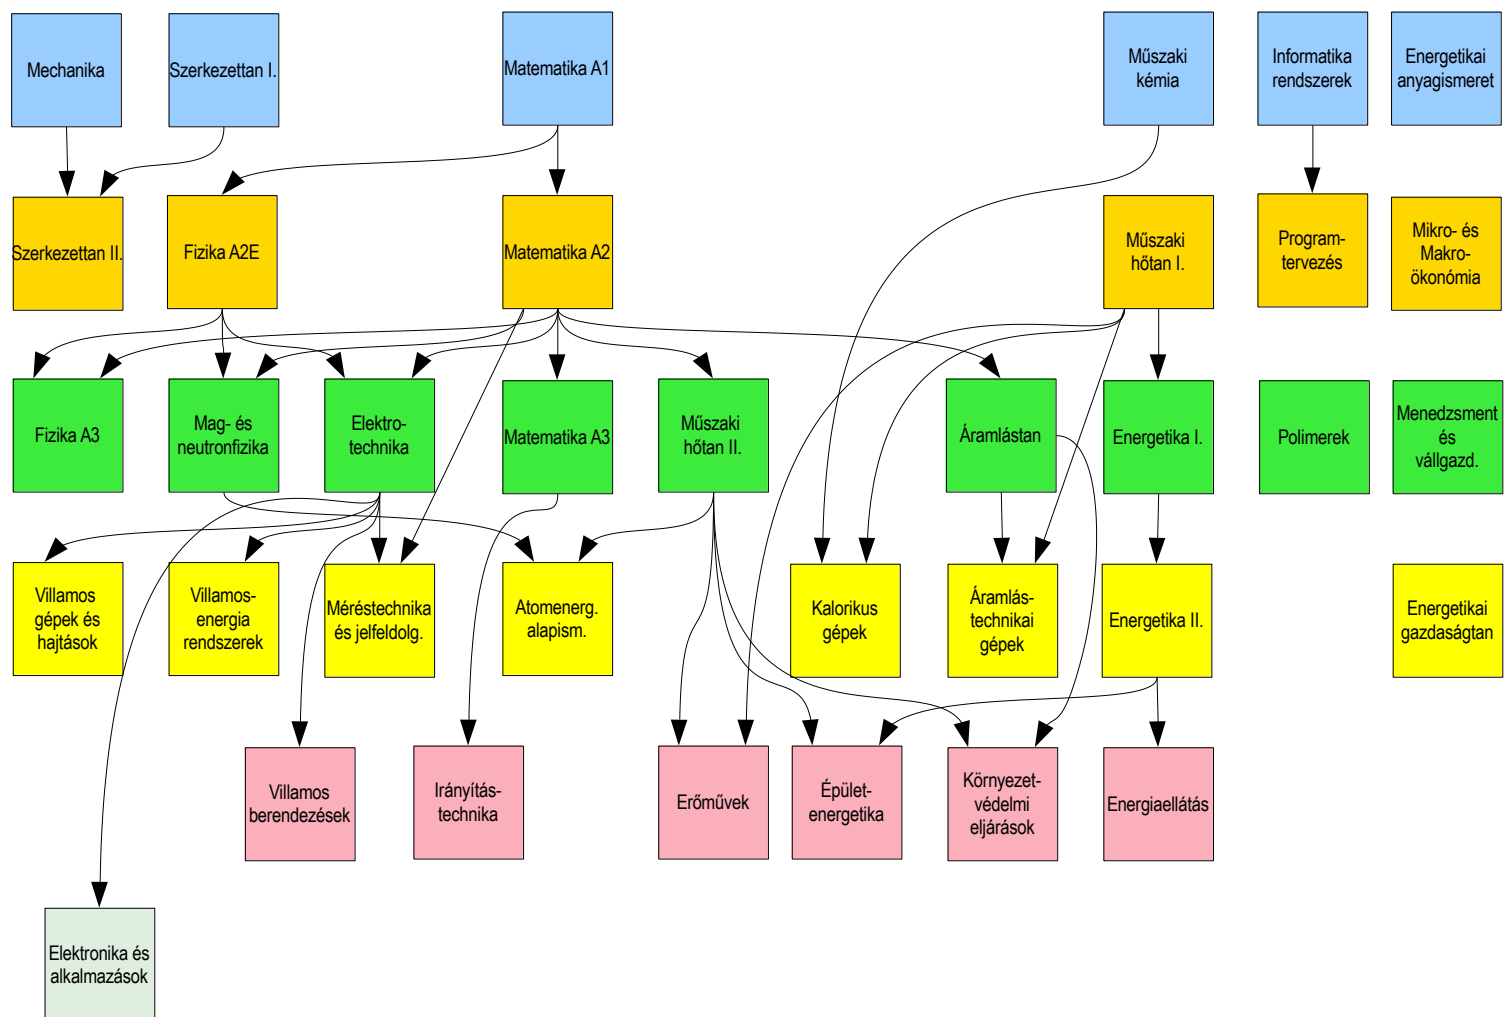 Mechanika
Szerkezettan I.
Matematika A1
Műszaki
kémia
Informatika
rendszerek
Energetikai
anyagismeret
Szerkezettan II.
Fizika A2E
Matematika A2
Műszaki
hőtan I.
Program-
tervezés
Mikro- és
Makro-
ökonómia
Fizika A3
Mag- és
neutronfizika
Elektro-
technika
Matematika A3
Műszaki
hőtan II.
Áramlástan
Energetika I.
Polimerek
Menedzsment
és
vállgazd.
Villamos
gépek és
hajtások
Villamos-
energia
rendszerek
Méréstechnika
és jelfeldolg.
Atomenerg.
alapism.
Kalorikus
gépek
Áramlás-
technikai
gépek
Energetika II.
Energetikai
gazdaságtan
Villamos
berendezések
Irányítás-
technika
Erőművek
Épület-
energetika
Környezet-
védelmi
eljárások
Energiaellátás
Elektronika és
alkalmazások